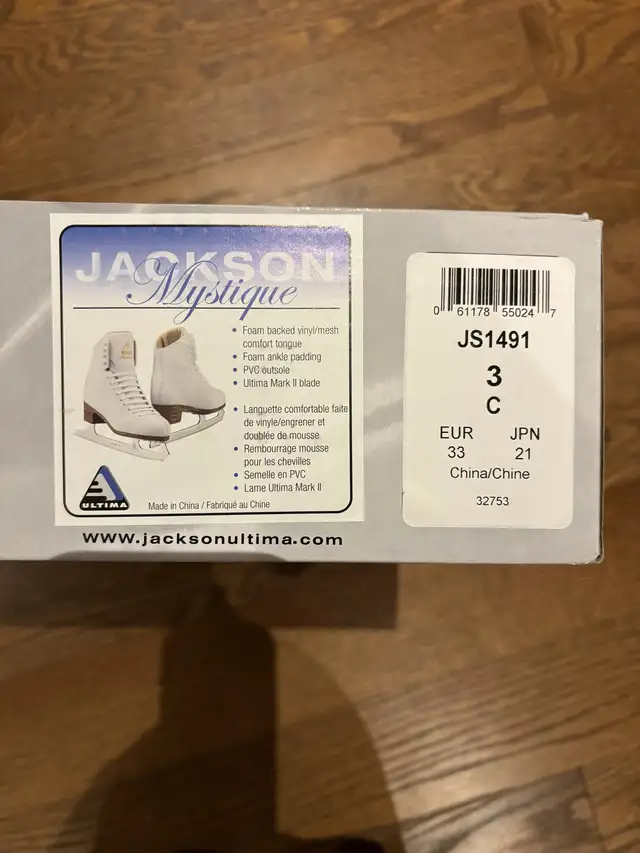 JACKSON
Mystique
• Foam backed vinyl/mesh
comfort tongue
• Foam ankle padding
• PVC outsole
• Ultima Mark II blade
• Languette comfortable faite
de vinyle/engrener et
doublée de mousse
• Rembourrage mousse
pour les chevilles
• Semelle en PVC
• Lame Ultima Mark II
ULTIMA
Made in China / Fabriqué au Chine
www.jacksonultima.com
0 61178 55024 7
JS1491
3
C
EUR JPN
33 21
China/Chine
32753